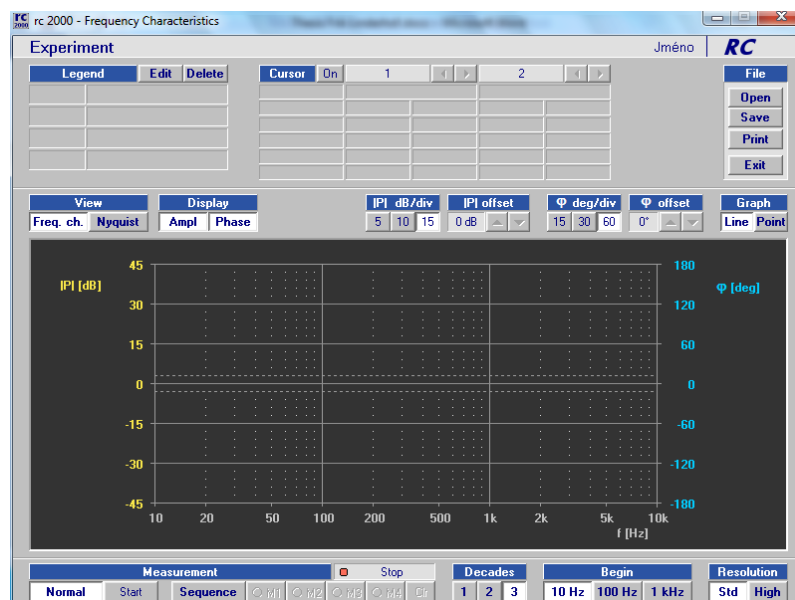 rc 2000 - Frequency Characteristics
Experiment Jméno RC
Legend Edit Delete Cursor On 1 2 File
Open
Save
Print
Exit
View Display |P| dB/div |P| offset φ deg/div φ offset Graph
Freq. ch. Nyquist Ampl Phase 5 10 15 0 dB 15 30 60 0° Line Point
45 180
|P| [dB] φ [deg]
30 120
15 60
0 0
-15 -60
-30 -120
-45 -180
10 20 50 100 200 500 1k 2k 5k 10k
f [Hz]
Measurement Stop Decades Begin Resolution
Normal Start Sequence M1 M2 M3 M4 Clr 1 2 3 10 Hz 100 Hz 1 kHz Std High